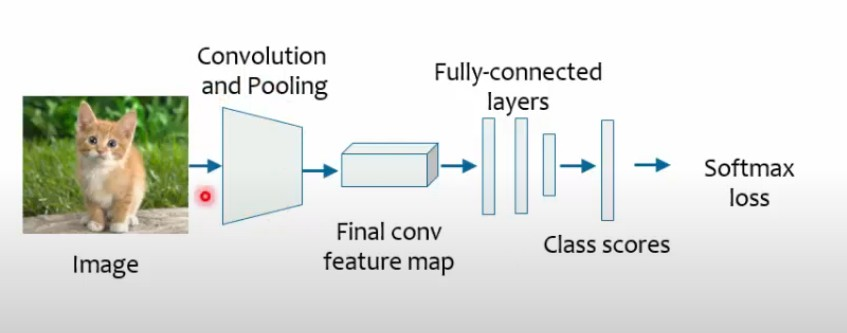 Convolution
and Pooling
Fully-connected
layers
Image
Final conv
feature map
Class scores
Softmax
loss